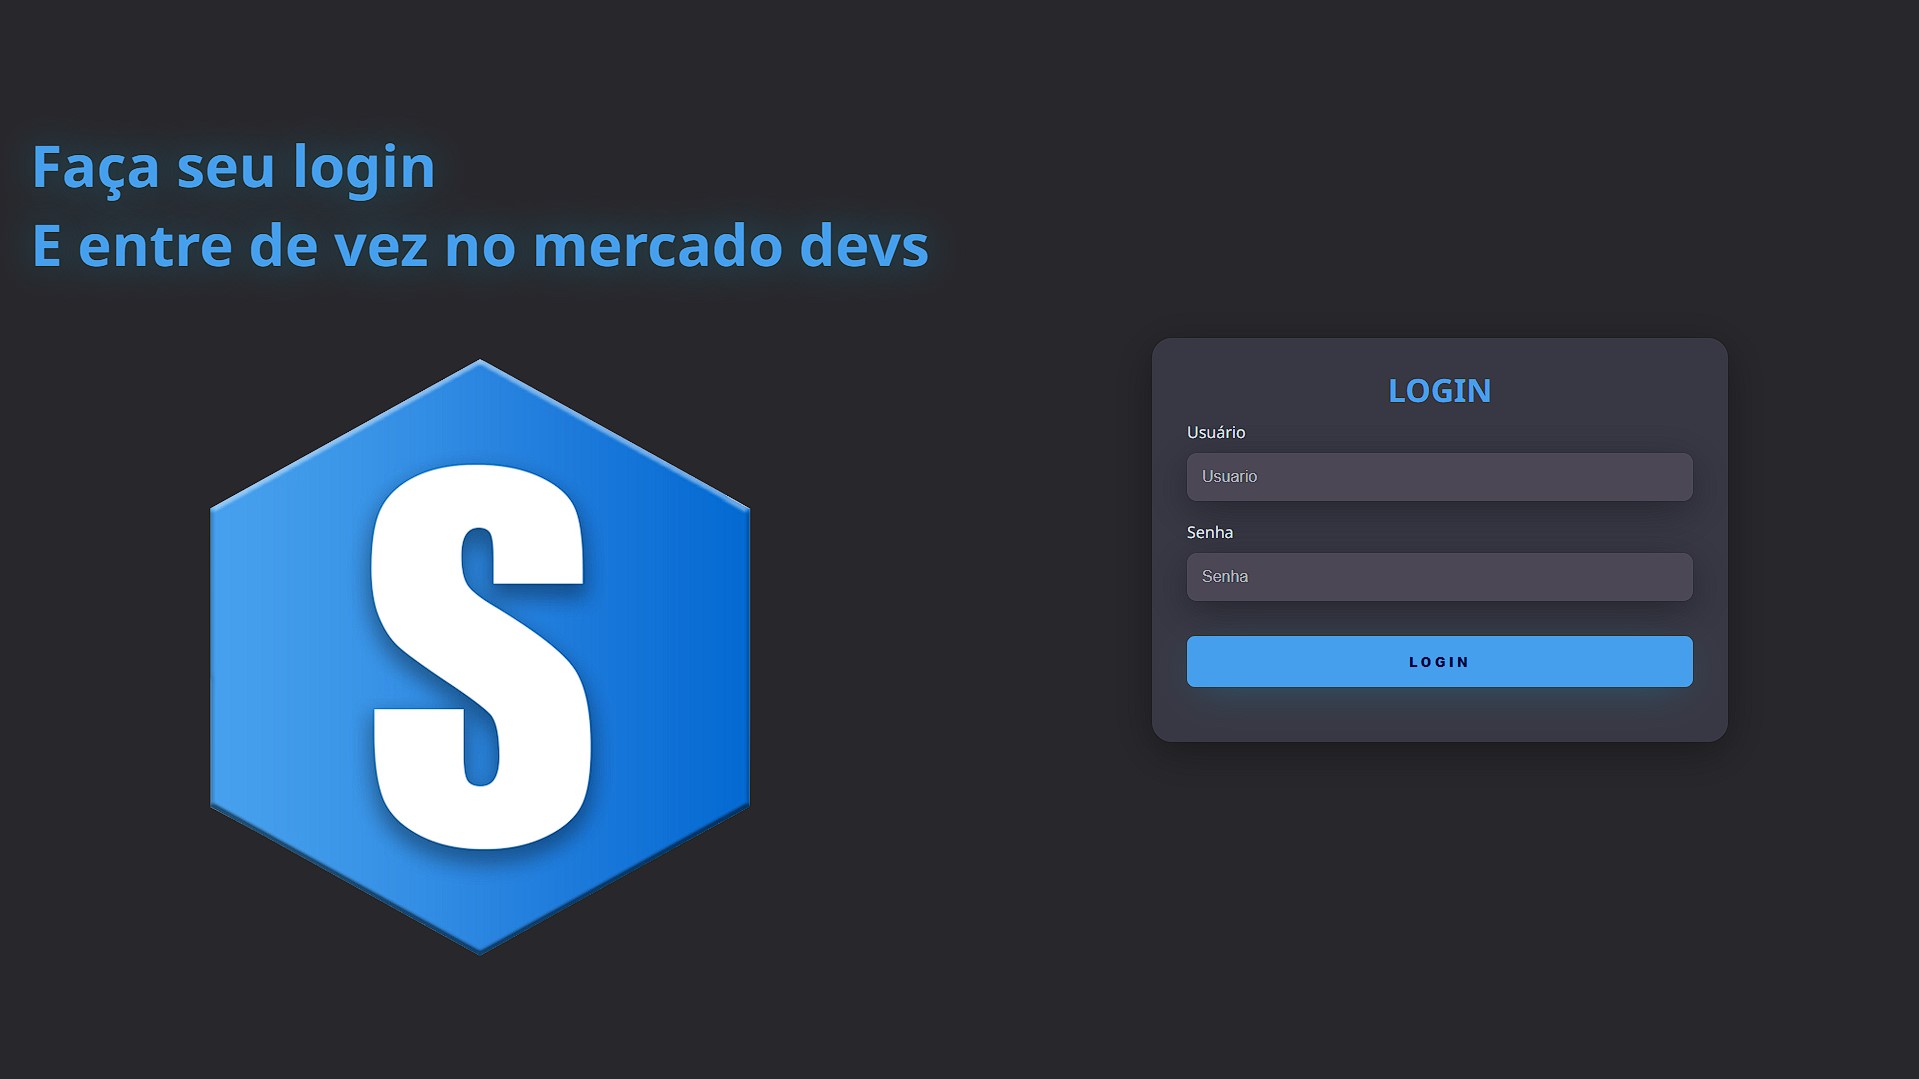 Faça seu login
E entre de vez no mercado devs
S
LOGIN
Usuário
Usuario
Senha
Senha
LOGIN